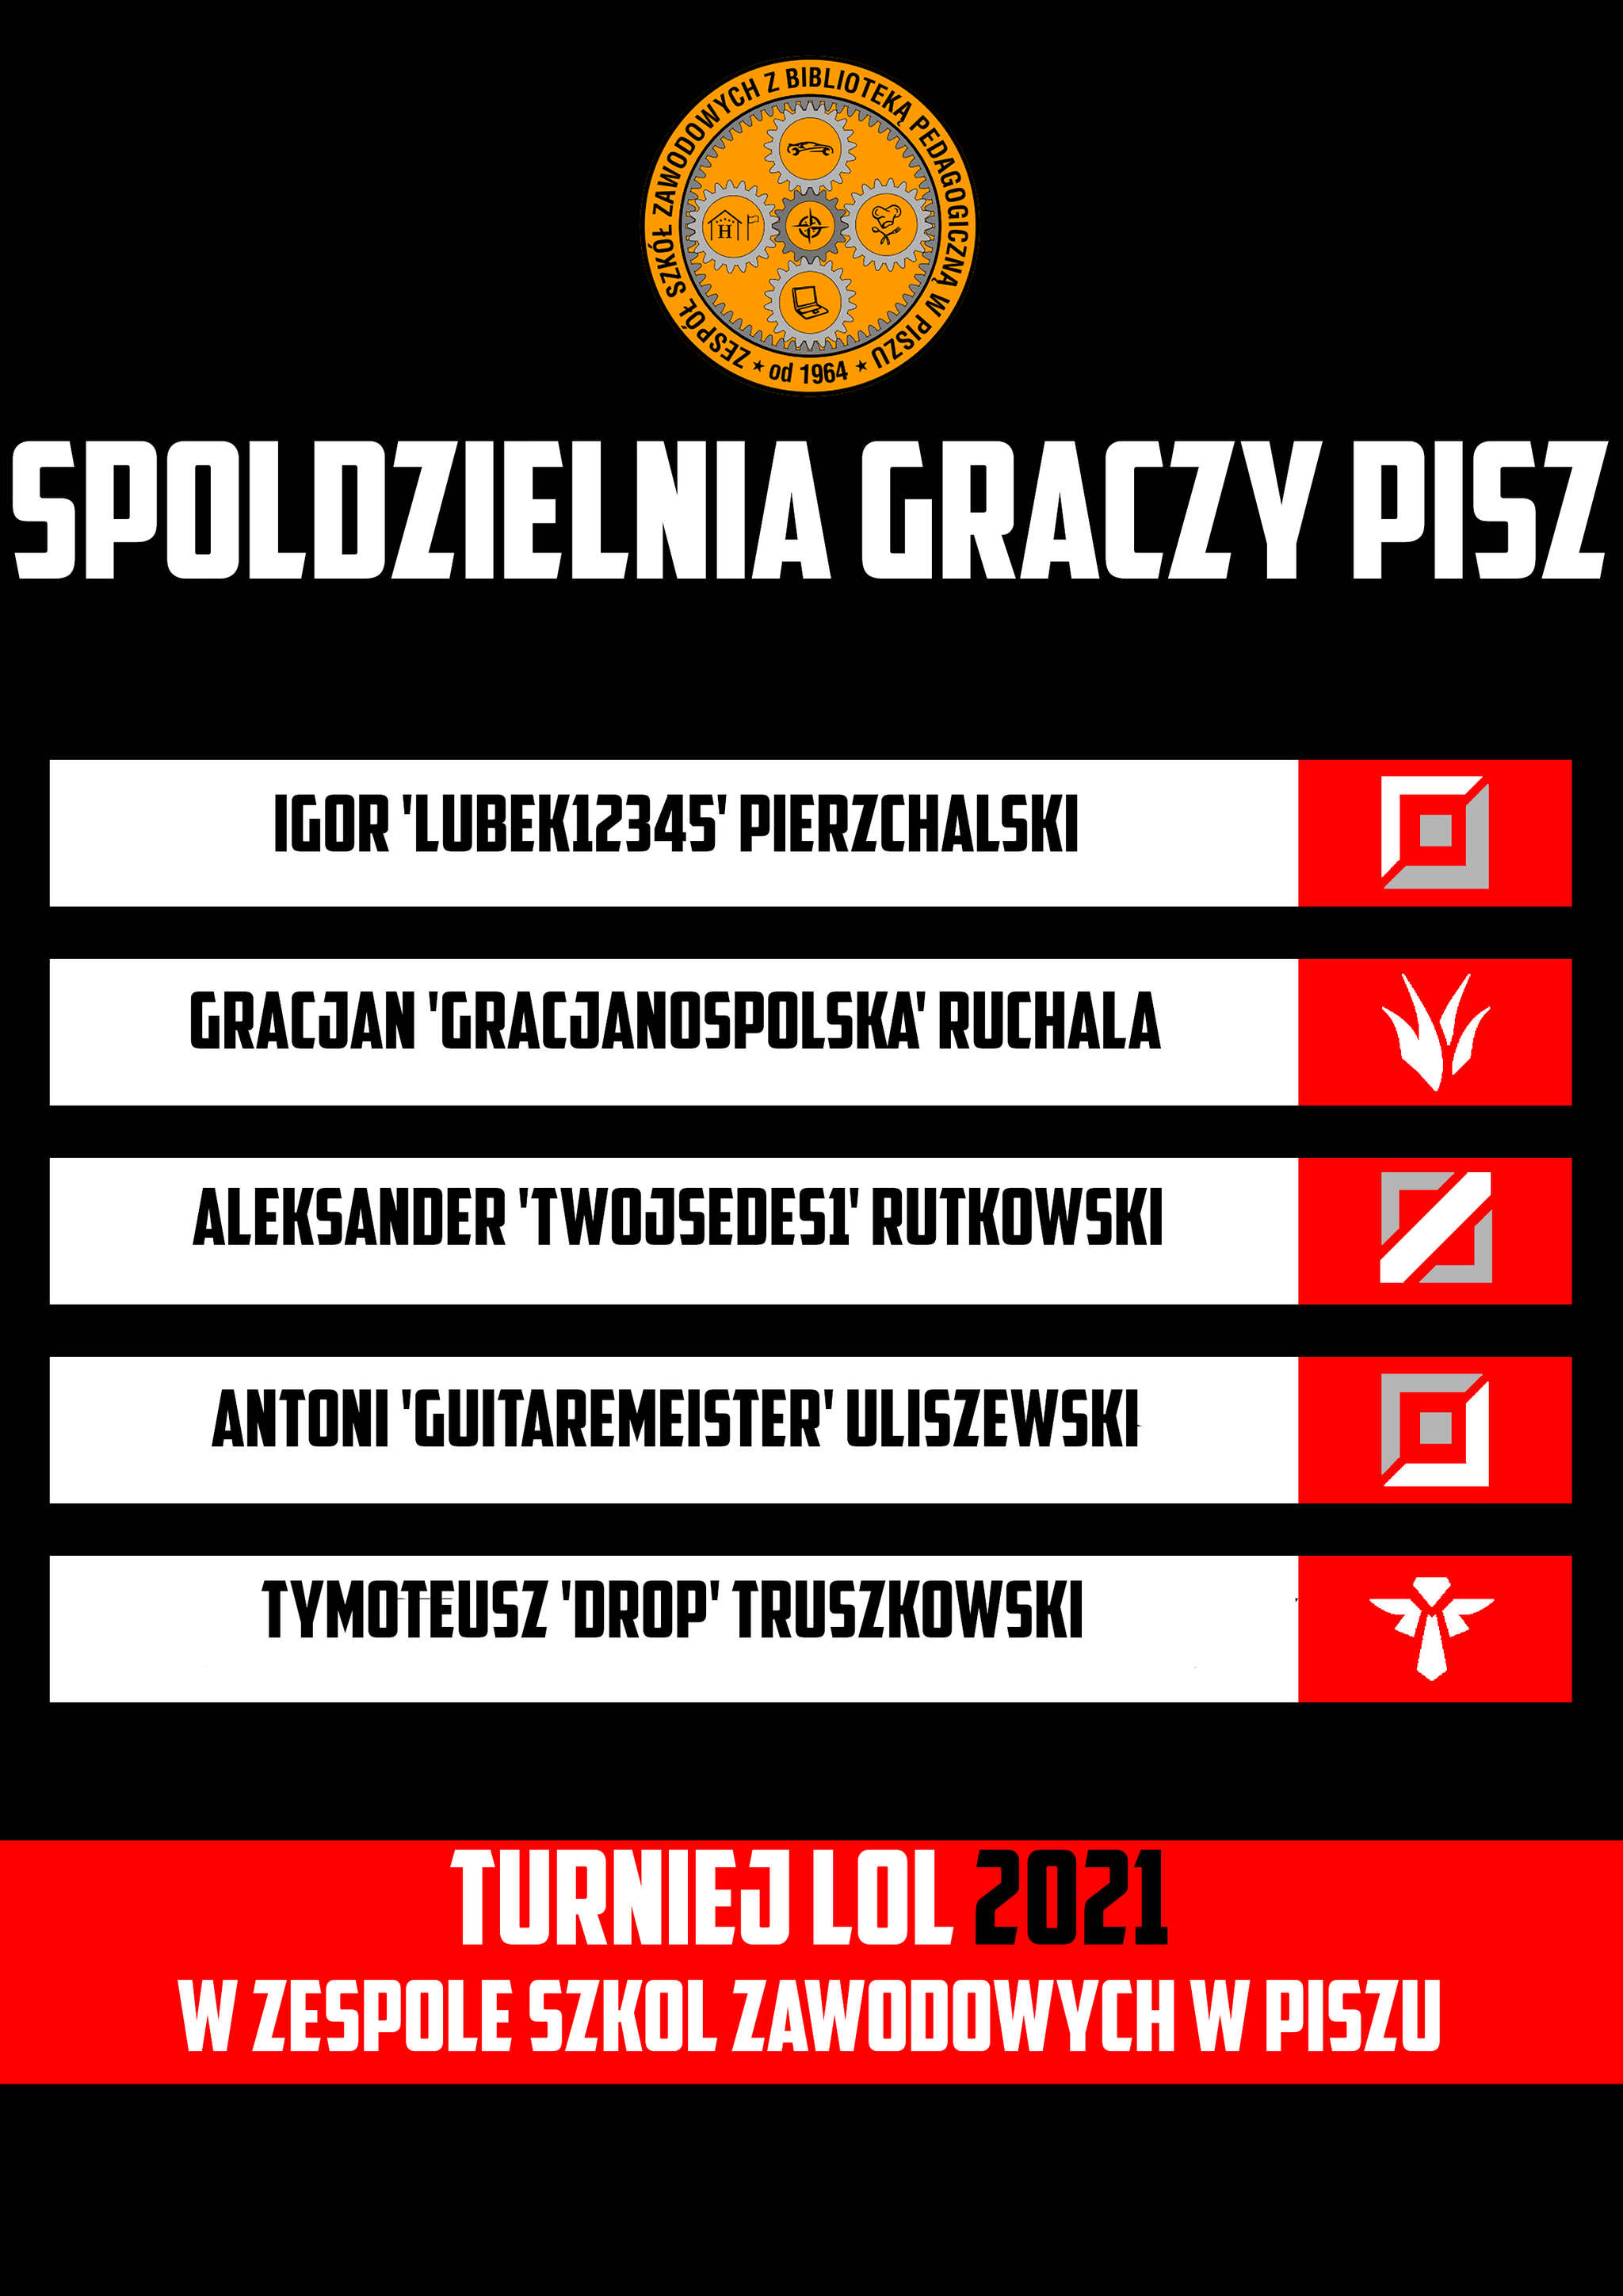 ZESPÓŁ SZKÓŁ ZAWODOWYCH Z BIBLIOTEKĄ PEDAGOGICZNĄ W PISZU
★ od 1964 ★
H
SPOLDZIELNIA GRACZY PISZ
IGOR 'LUBEK12345' PIERZCHALSKI
GRACJAN 'GRACJANOSPOLSKA' RUCHALA
ALEKSANDER 'TWOJSEDES1' RUTKOWSKI
ANTONI 'GUITAREMEISTER' ULISZEWSKI
TYMOTEUSZ 'DROP' TRUSZKOWSKI
TURNIEJ LOL 2021
W ZESPOLE SZKOL ZAWODOWYCH W PISZU